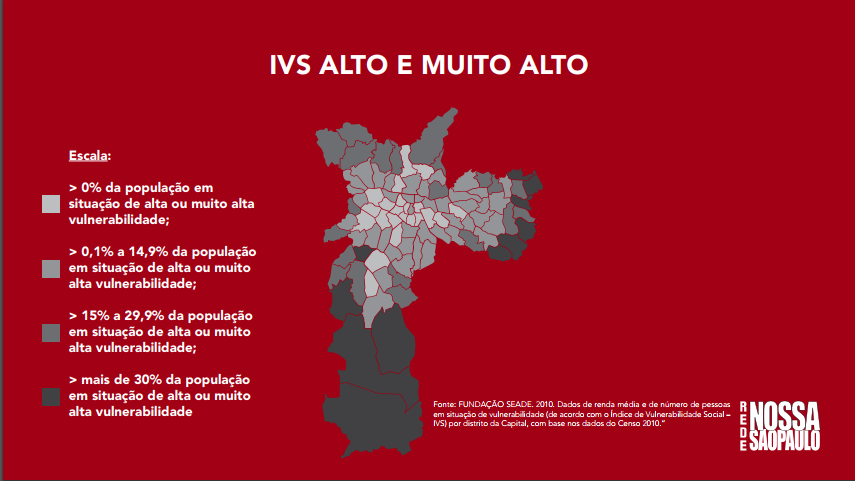 IVS ALTO E MUITO ALTO
Escala:
> 0% da população em
situação de alta ou muito alta
vulnerabilidade;
> 0,1% a 14,9% da população
em situação de alta ou muito
alta vulnerabilidade;
> 15% a 29,9% da população
em situação de alta ou muito
alta vulnerabilidade;
> mais de 30% da população
em situação de alta ou muito
alta vulnerabilidade
Fonte: FUNDAÇÃO SEADE. 2010. Dados de renda média e de número de pessoas
em situação de vulnerabilidade (de acordo com o Índice de Vulnerabilidade Social –
IVS) por distrito da Capital, com base nos dados do Censo 2010."
REDE
NOSSA
SÃOPAULO